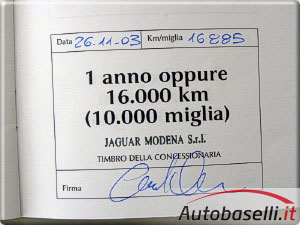 Data 26-11-03 Km/miglia 16885
1 anno oppure
16.000 km
(10.000 miglia)
JAGUAR MODENA S.r.l.
TIMBRO DELLA CONCESSIONARIA
Firma
Autobaselli.it